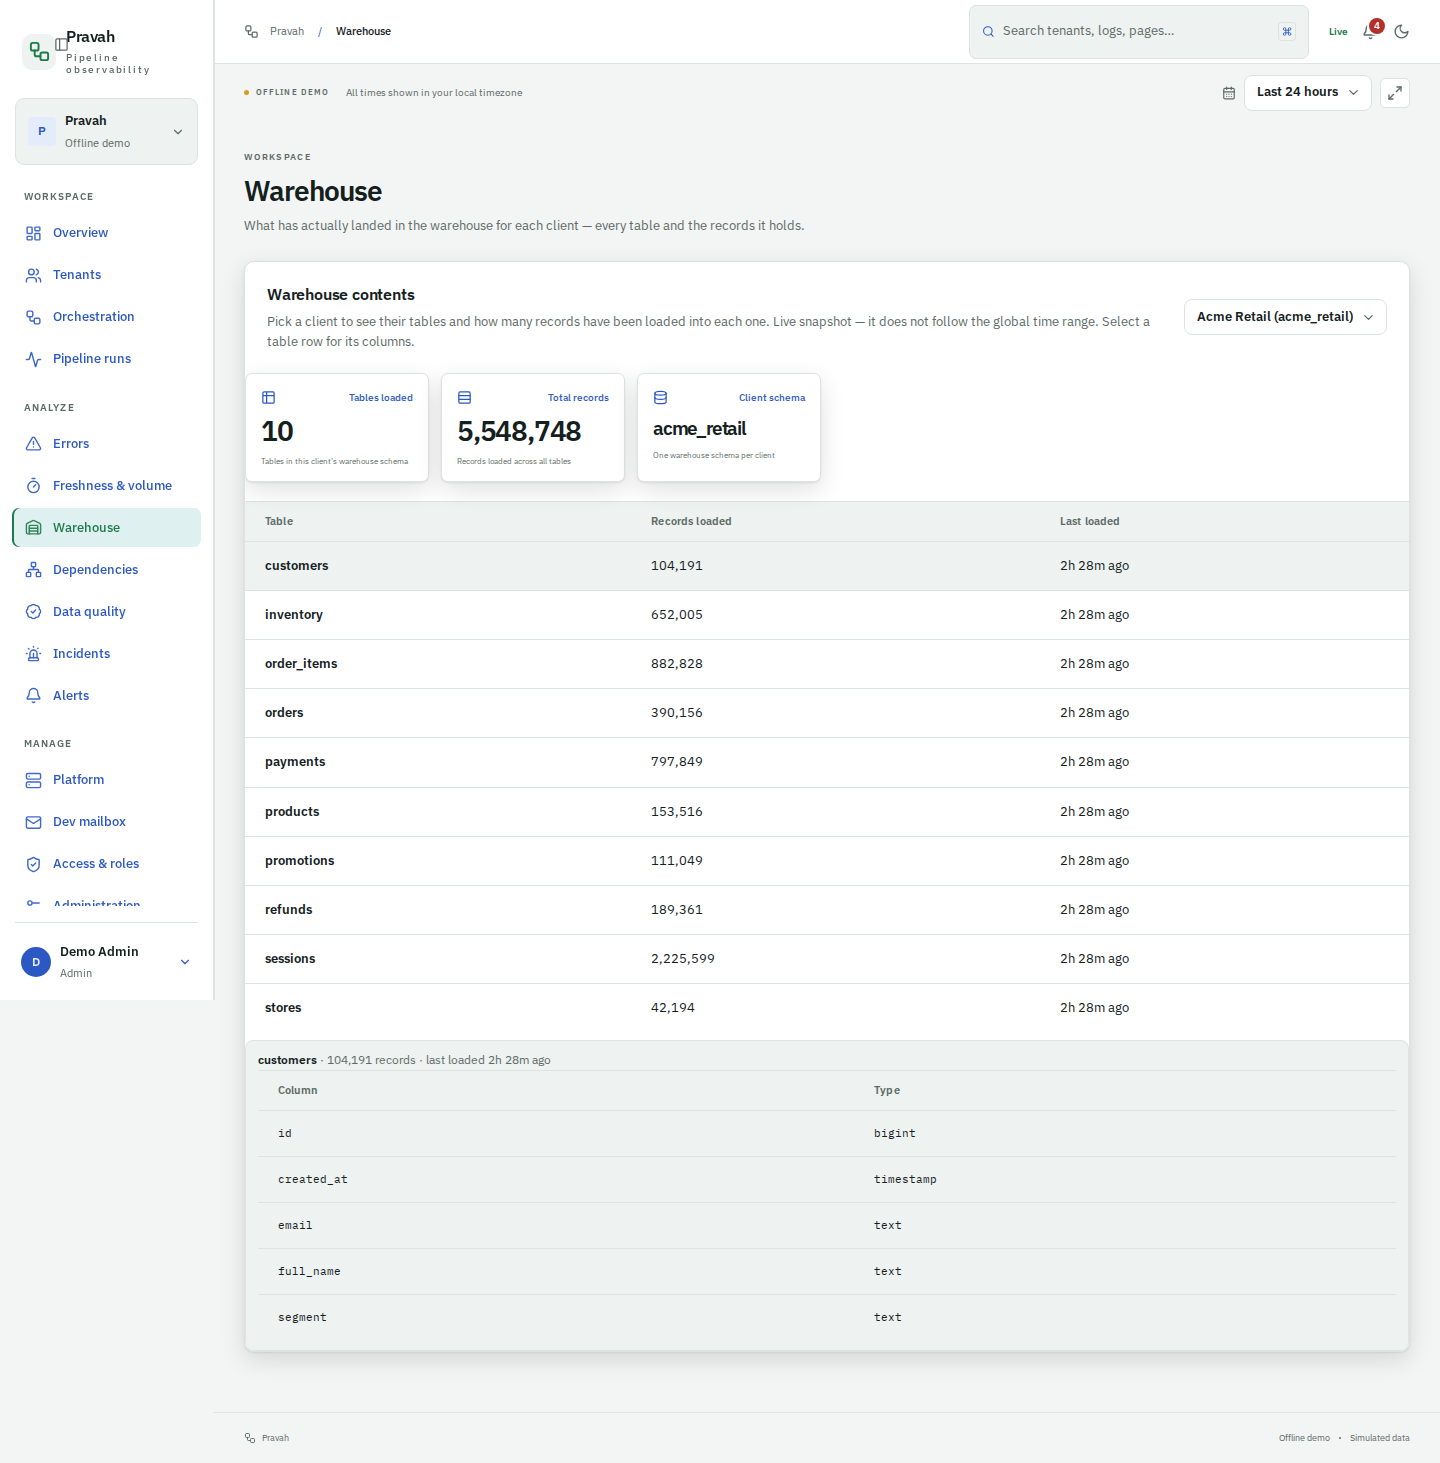 Pravah
Pipeline
observability
P
Pravah
Offline demo
WORKSPACE
Overview
Tenants
Orchestration
Pipeline runs
ANALYZE
Errors
Freshness & volume
Warehouse
Dependencies
Data quality
Incidents
Alerts
MANAGE
Platform
Dev mailbox
Access & roles
Administration
D
Demo Admin
Admin
Pravah / Warehouse
Search tenants, logs, pages...
⌘
Live
4
OFFLINE DEMO
All times shown in your local timezone
Last 24 hours
WORKSPACE
Warehouse
What has actually landed in the warehouse for each client — every table and the records it holds.
Warehouse contents
Pick a client to see their tables and how many records have been loaded into each one. Live snapshot — it does not follow the global time range. Select a
table row for its columns.
Acme Retail (acme_retail)
Tables loaded
10
Tables in this client's warehouse schema
Total records
5,548,748
Records loaded across all tables
Client schema
acme_retail
One warehouse schema per client
Table Records loaded Last loaded
customers 104,191 2h 28m ago
inventory 652,005 2h 28m ago
order_items 882,828 2h 28m ago
orders 390,156 2h 28m ago
payments 797,849 2h 28m ago
products 153,516 2h 28m ago
promotions 111,049 2h 28m ago
refunds 189,361 2h 28m ago
sessions 2,225,599 2h 28m ago
stores 42,194 2h 28m ago
customers · 104,191 records · last loaded 2h 28m ago
Column Type
id bigint
created_at timestamp
email text
full_name text
segment text
Pravah
Offline demo • Simulated data